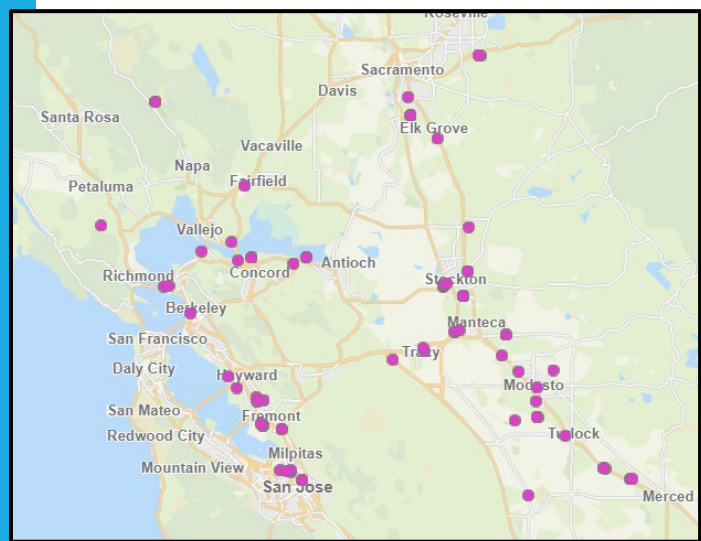 Roseville
Sacramento
Davis
Santa Rosa
Elk Grove
Vacaville
Napa
Fairfield
Petaluma
Vallejo
Antioch
Richmond
Concord
Stockton
Berkeley
Manteca
San Francisco
Tracy
Daly City
Hayward
Modesto
San Mateo
Fremont
Redwood City
Turlock
Milpitas
Mountain View
San Jose
Merced